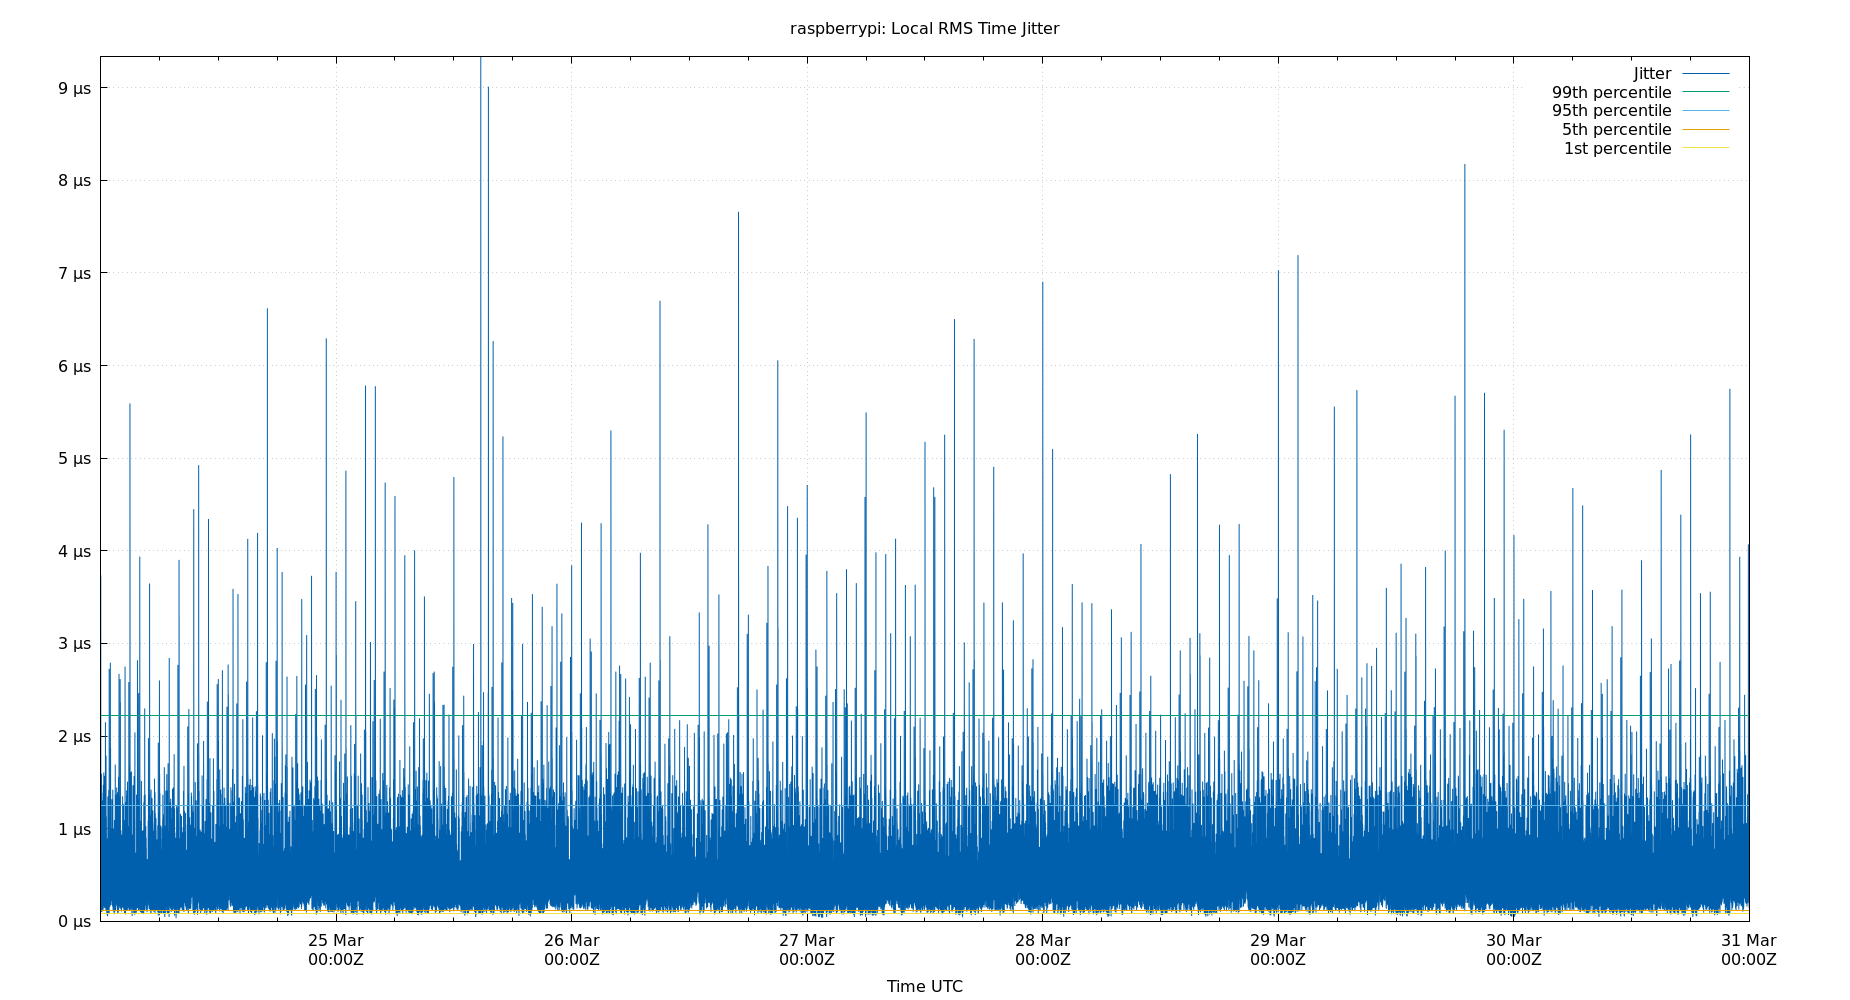 raspberrypi: Local RMS Time Jitter
Jitter
99th percentile
95th percentile
5th percentile
1st percentile
9 µs
8 µs
7 µs
6 µs
5 µs
4 µs
3 µs
2 µs
1 µs
0 µs
25 Mar 26 Mar 27 Mar 28 Mar 29 Mar 30 Mar 31 Mar
00:00Z 00:00Z 00:00Z 00:00Z 00:00Z 00:00Z 00:00Z
Time UTC